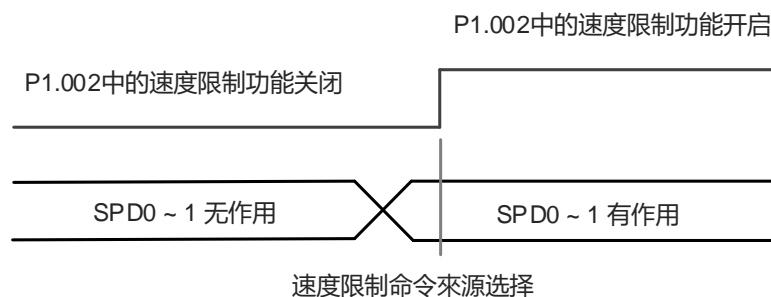 P1.002中的速度限制功能开启
P1.002中的速度限制功能关闭
SPD0 ~ 1 无作用
SPD0 ~ 1 有作用
速度限制命令來源选择